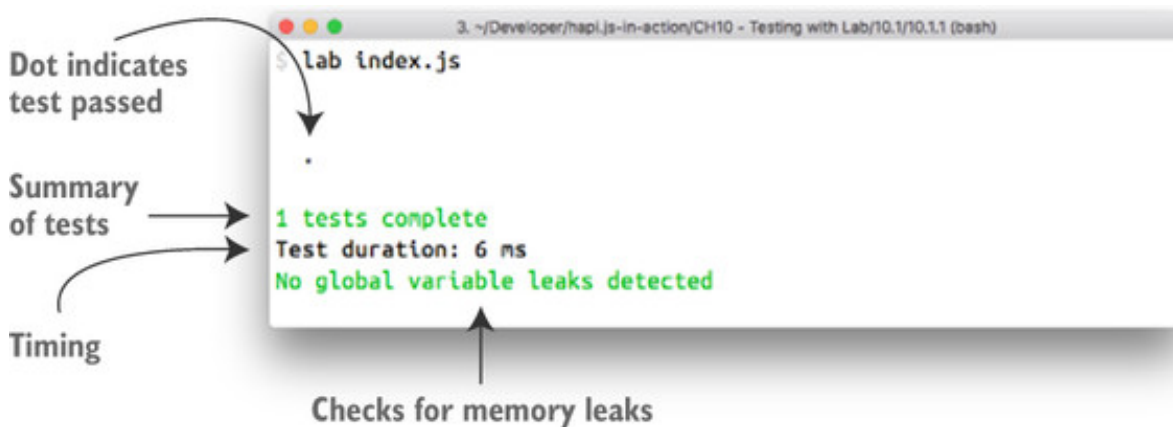 3. ~/Developer/hapi.js-in-action/CH10 - Testing with Lab/10.1/10.1.1 (bash)
Dot indicates
test passed
$ lab index.js
.
Summary
of tests
1 tests complete
Test duration: 6 ms
No global variable leaks detected
Timing
Checks for memory leaks